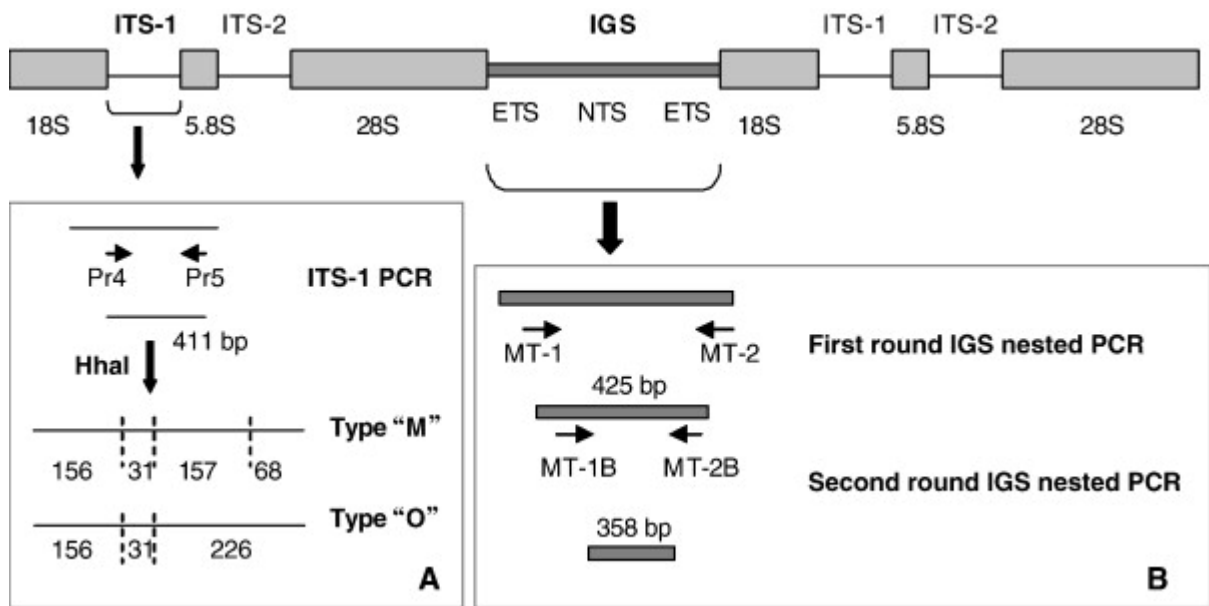 ITS-1 ITS-2 IGS ITS-1 ITS-2
ETS NTS ETS
18S 5.8S 28S 18S 5.8S 28S
Pr4 Pr5 ITS-1 PCR
411 bp
HhaI
Type “M”
156 31 157 68
Type “O”
156 31 226
A
MT-1 MT-2 First round IGS nested PCR
425 bp
MT-1B MT-2B Second round IGS nested PCR
358 bp
B